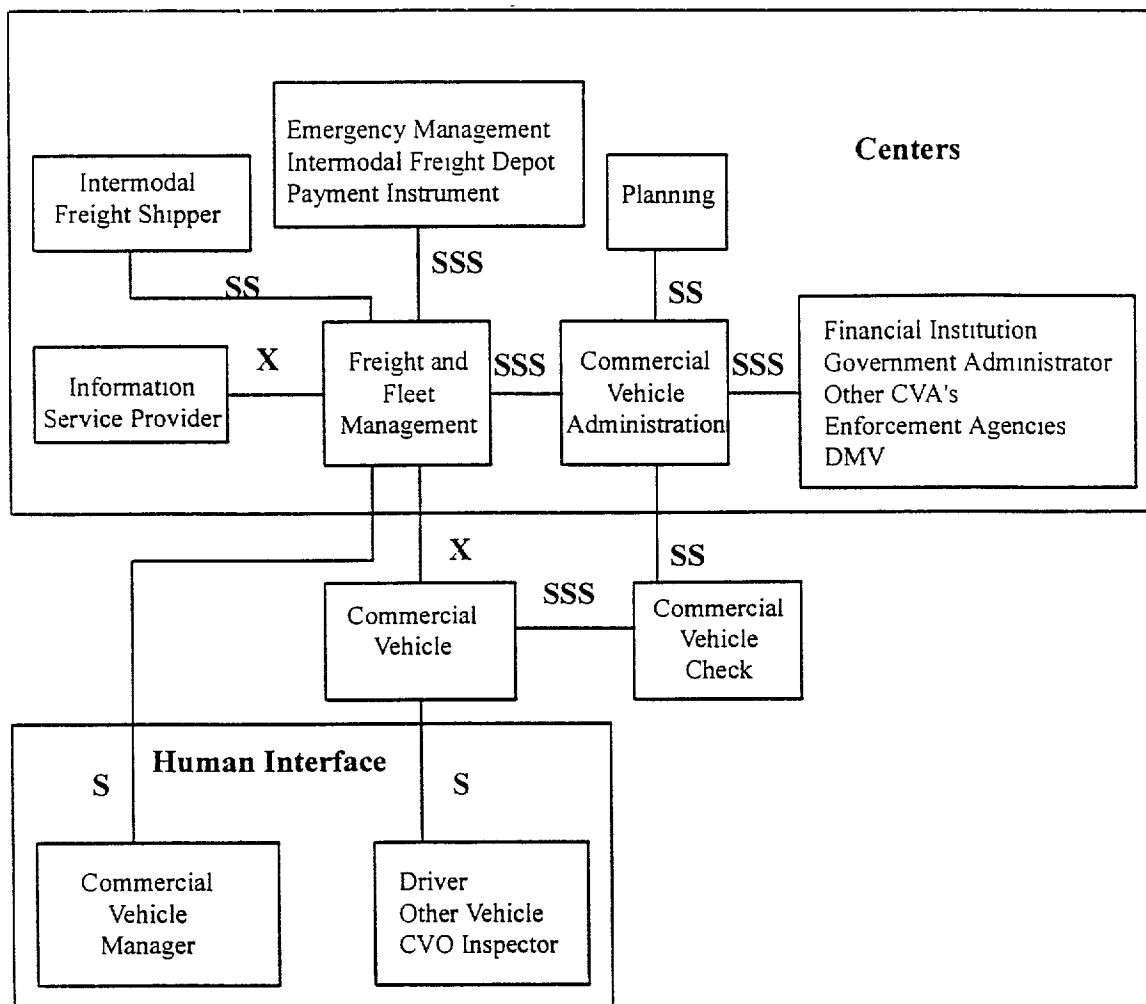 Emergency Management
Intermodal Freight Depot
Payment Instrument
Centers
Intermodal
Freight Shipper
Planning
SSS
SS
SS
Financial Institution
Government Administrator
Other CVA's
Enforcement Agencies
DMV
X
Freight and
Fleet
Management
SSS
Commercial
Vehicle
Administration
SSS
Information
Service Provider
X
SS
SSS
Commercial
Vehicle
Commercial
Vehicle
Check
Human Interface
S
S
Commercial
Vehicle
Manager
Driver
Other Vehicle
CVO Inspector